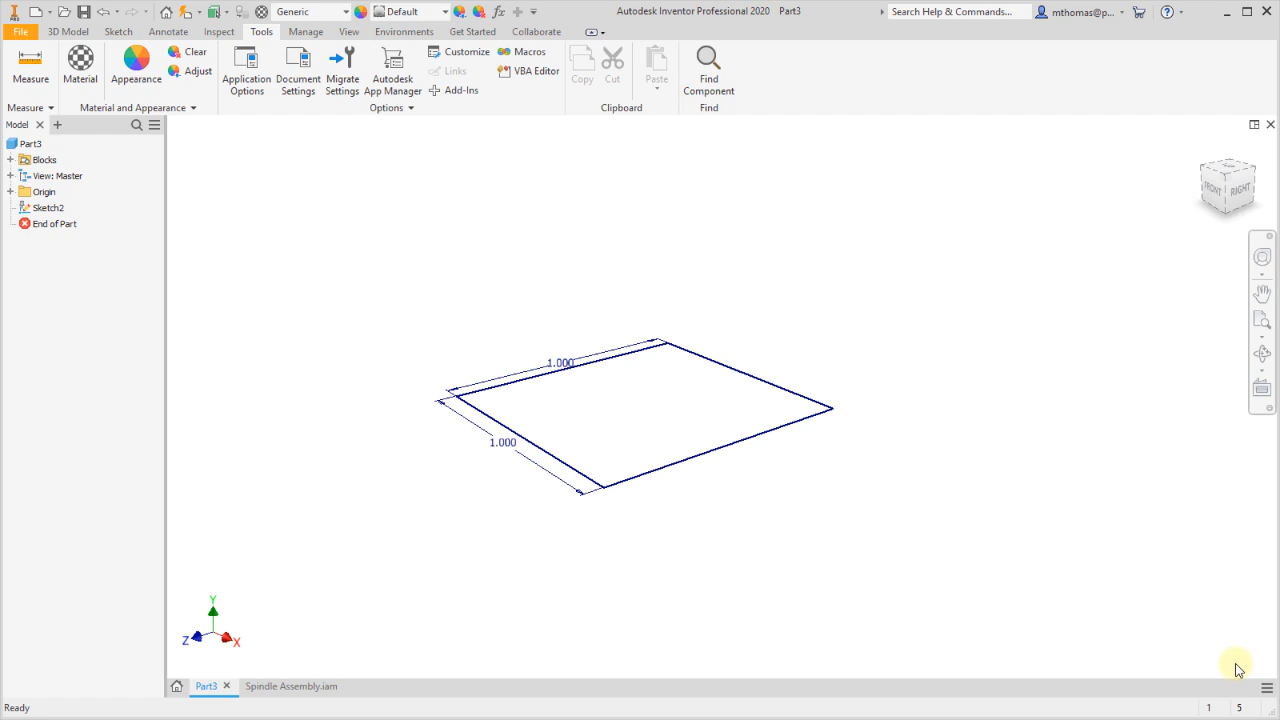 Generic
Default
Autodesk Inventor Professional 2020 Part3
Search Help & Commands...
mthomas@p...
File
3D Model
Sketch
Annotate
Inspect
Tools
Manage
View
Environments
Get Started
Collaborate
Measure
Material
Appearance
Clear
Adjust
Application Options
Document Settings
Migrate Settings
Autodesk App Manager
Customize
Links
Add-Ins
Macros
VBA Editor
Copy
Cut
Paste
Find Component
Measure
Material and Appearance
Options
Clipboard
Find
Model
Part3
Blocks
View: Master
Origin
Sketch2
End of Part
FRONT
RIGHT
1.000
1.000
Y
Z
X
Part3
Spindle Assembly.iam
Ready
1
5